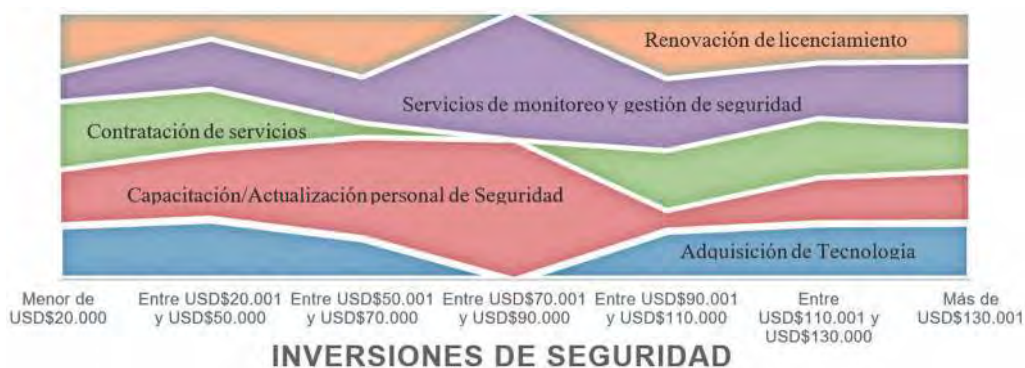 Renovación de licenciamiento
Servicios de monitoreo y gestión de seguridad
Contratación de servicios
Capacitación/Actualización personal de Seguridad
Adquisición de Tecnologia
Menor de
USD$20.000
Entre USD$20.001
y USD$50.000
Entre USD$50.001
y USD$70.000
Entre USD$70.001
y USD$90.000
Entre USD$90.001
y USD$110.000
Entre
USD$110.001 y
USD$130.000
Más de
USD$130.001
INVERSIONES DE SEGURIDAD